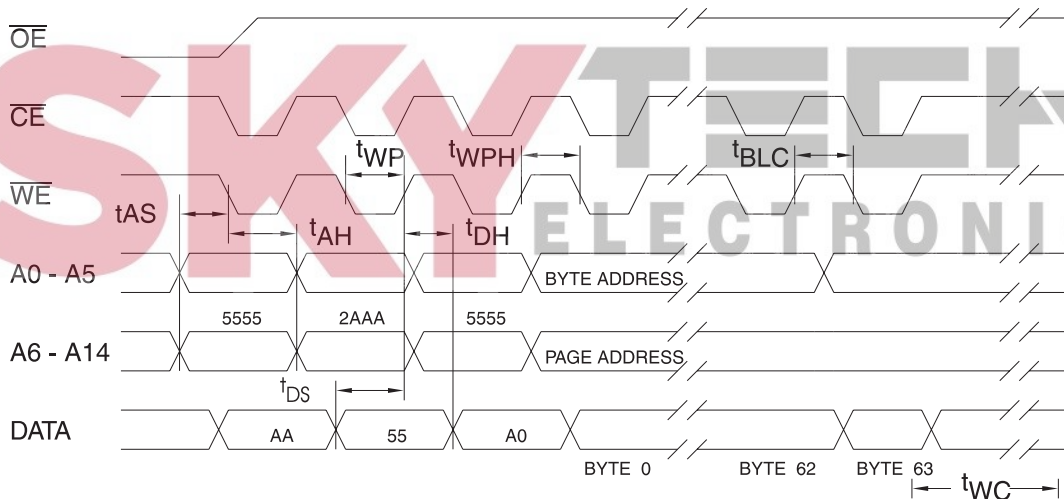 OE
SKYTECH
CE
tWP tWPH tBLC
WE
ELECTRONI
tAS tAH tDH
A0 - A5 BYTE ADDRESS
5555 2AAA 5555
A6 - A14 PAGE ADDRESS
tDS
DATA AA 55 A0
BYTE 0 BYTE 62 BYTE 63
tWC